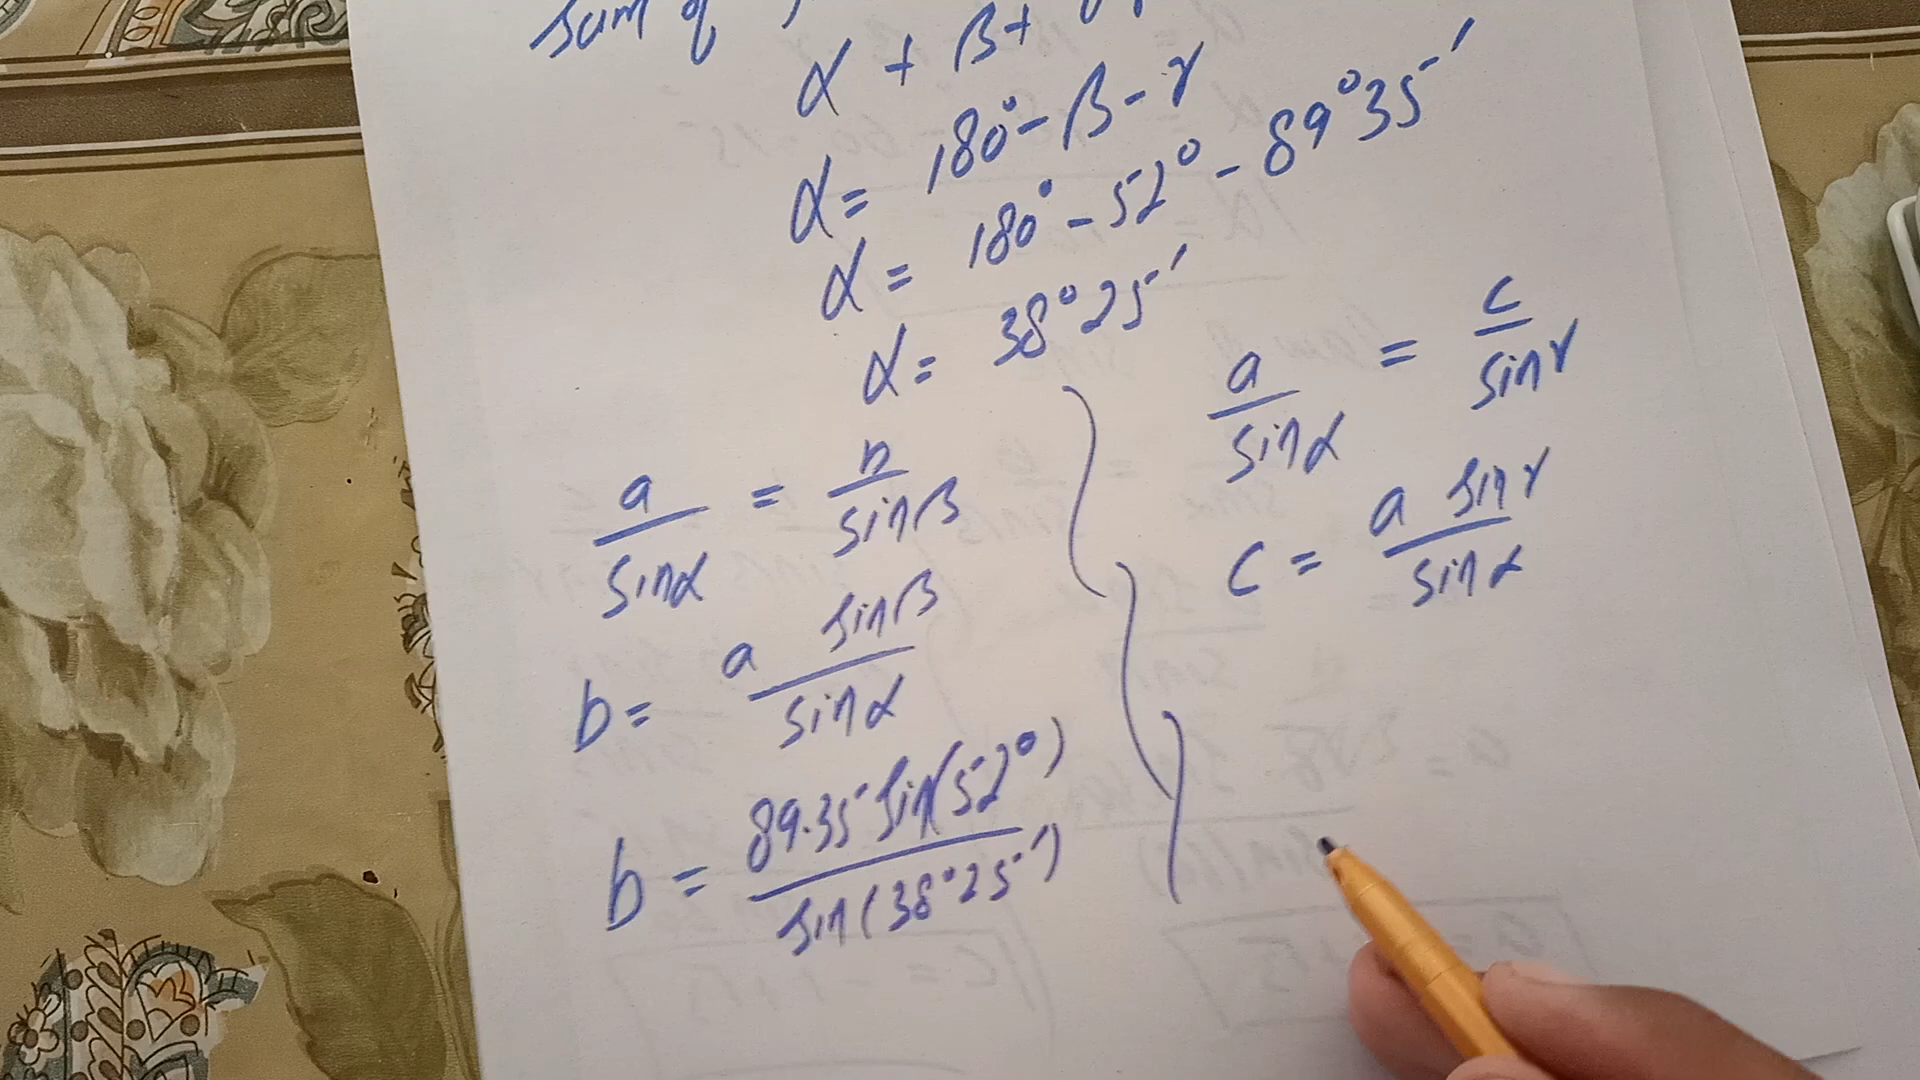 Sum of
α + β +
α = 180° - β - γ
α = 180° - 52° - 89°35'
α = 38°25'
a/sinα = b/sinβ
b = a sinβ/sinα
b = 89.35 sin(52°)/sin(38°25')
a/sinα = c/sinγ
c = a sinγ/sinα